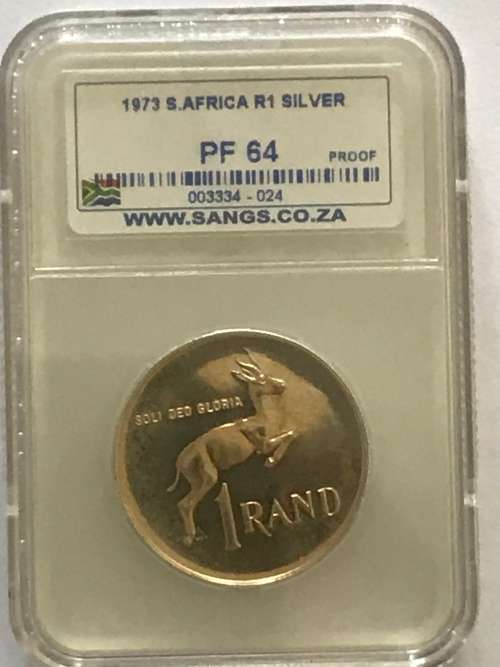 1973 S.AFRICA R1 SILVER
PF 64 PROOF
003334 - 024
WWW.SANGS.CO.ZA
SOLI DEO GLORIA
1 RAND